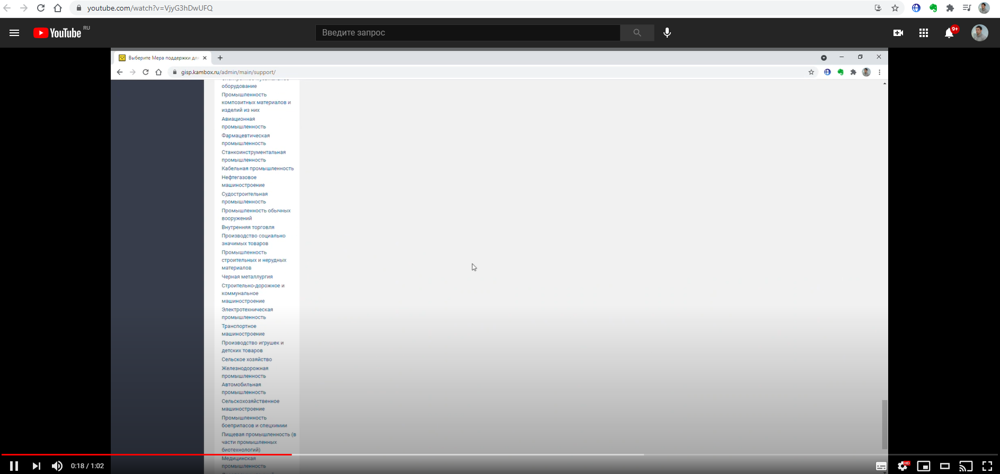 youtube.com/watch?v=VjyG3hDwUFQ
YouTube RU
Введите запрос
9+
Выберите Мера поддержки для
gisp.kambox.ru/admin/main/support/
оборудование
Промышленность
композитных материалов и
изделий из них
Авиационная
промышленность
Фармацевтическая
промышленность
Станкоинструментальная
промышленность
Кабельная промышленность
Нефтегазовое
машиностроение
Судостроительная
промышленность
Промышленность обычных
вооружений
Внутренняя торговля
Производство социально
значимых товаров
Промышленность
строительных и нерудных
материалов
Черная металлургия
Строительно-дорожное и
коммунальное
машиностроение
Электротехническая
промышленность
Транспортное
машиностроение
Производство игрушек и
детских товаров
Сельское хозяйство
Железнодорожная
промышленность
Автомобильная
промышленность
Сельскохозяйственное
машиностроение
Промышленность
боеприпасов и спецхимии
Пищевая промышленность (в
части промышленных
биотехнологий)
Медицинская
промышленность
0:18 / 1:02
HD